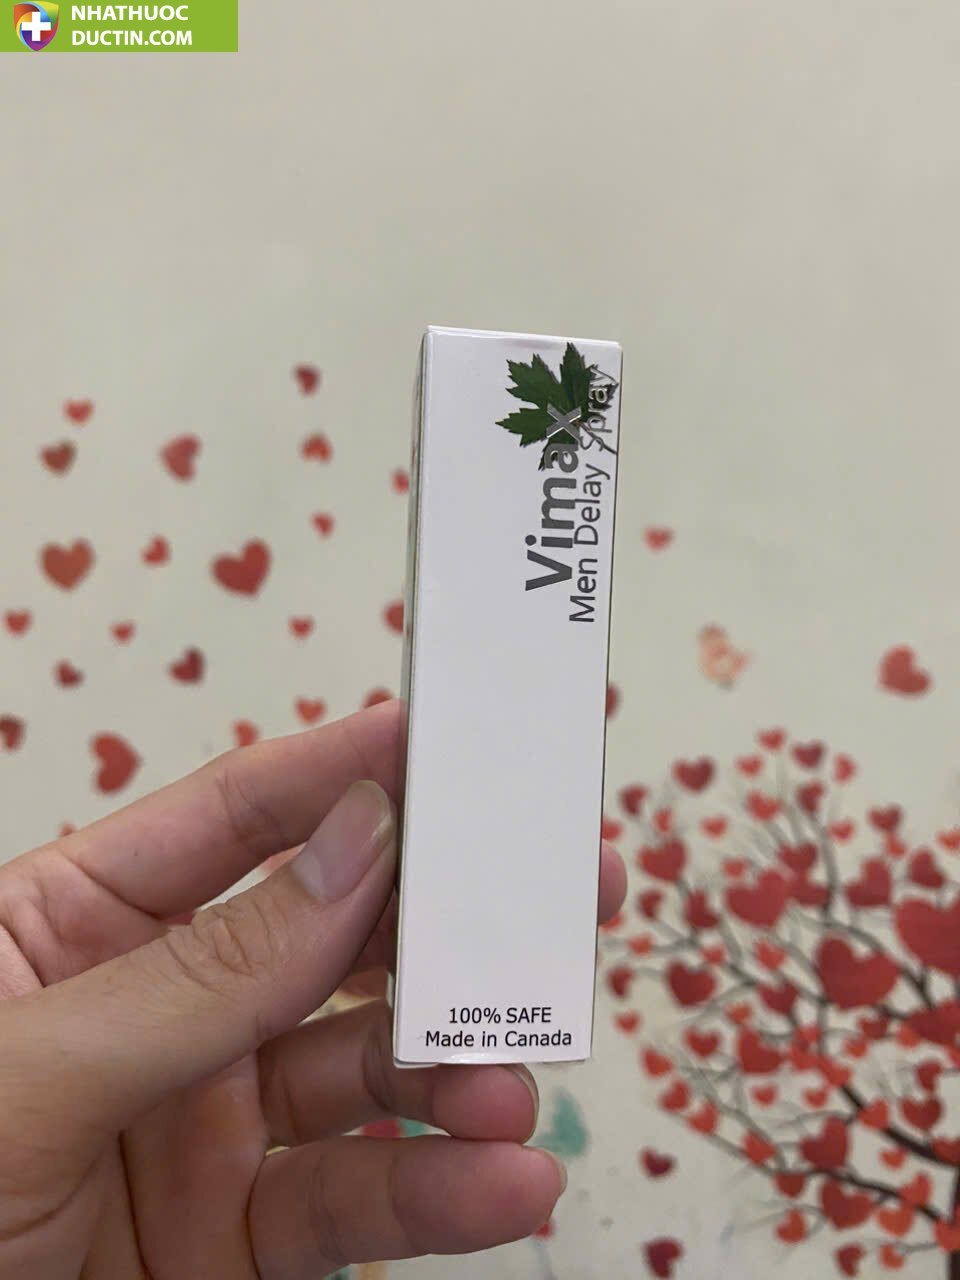 NHATHUOC
DUCTIN.COM
Vimax
Men Delay Spray
100% SAFE
Made in Canada